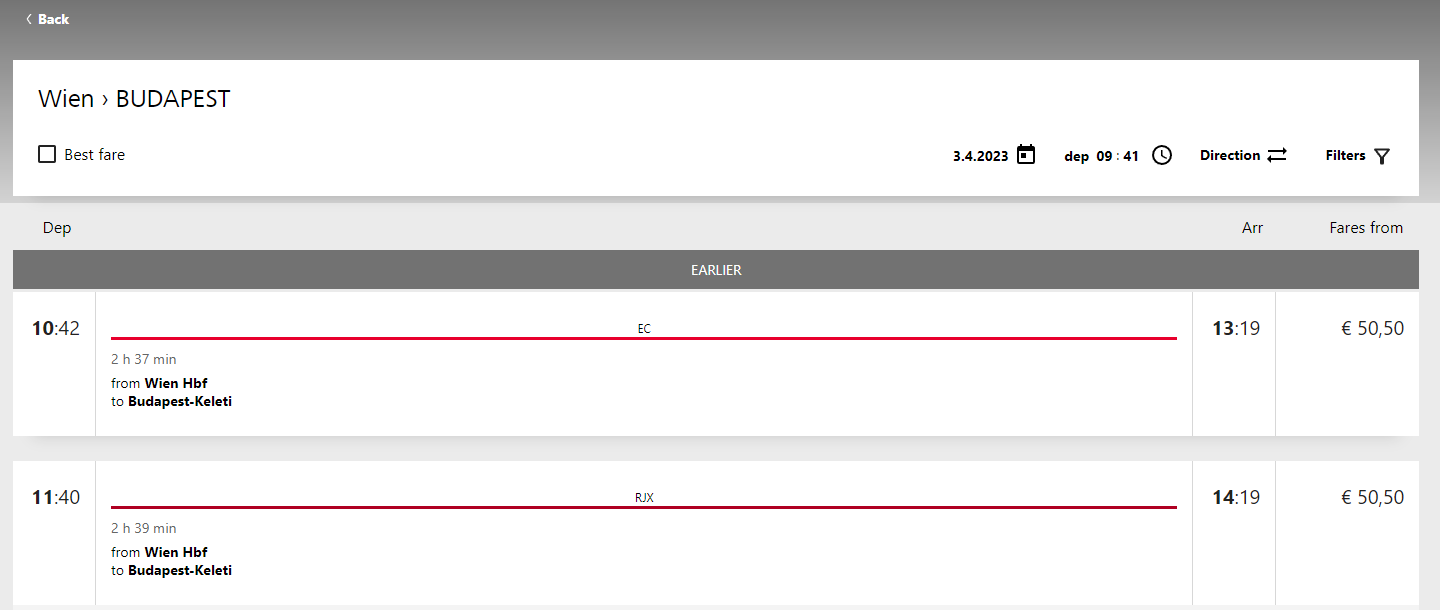 Back
Wien › BUDAPEST
Best fare
3.4.2023
dep 09 : 41
Direction
Filters
Dep
Arr
Fares from
EARLIER
10:42
EC
13:19
€ 50,50
2 h 37 min
from Wien Hbf
to Budapest-Keleti
11:40
RJX
14:19
€ 50,50
2 h 39 min
from Wien Hbf
to Budapest-Keleti